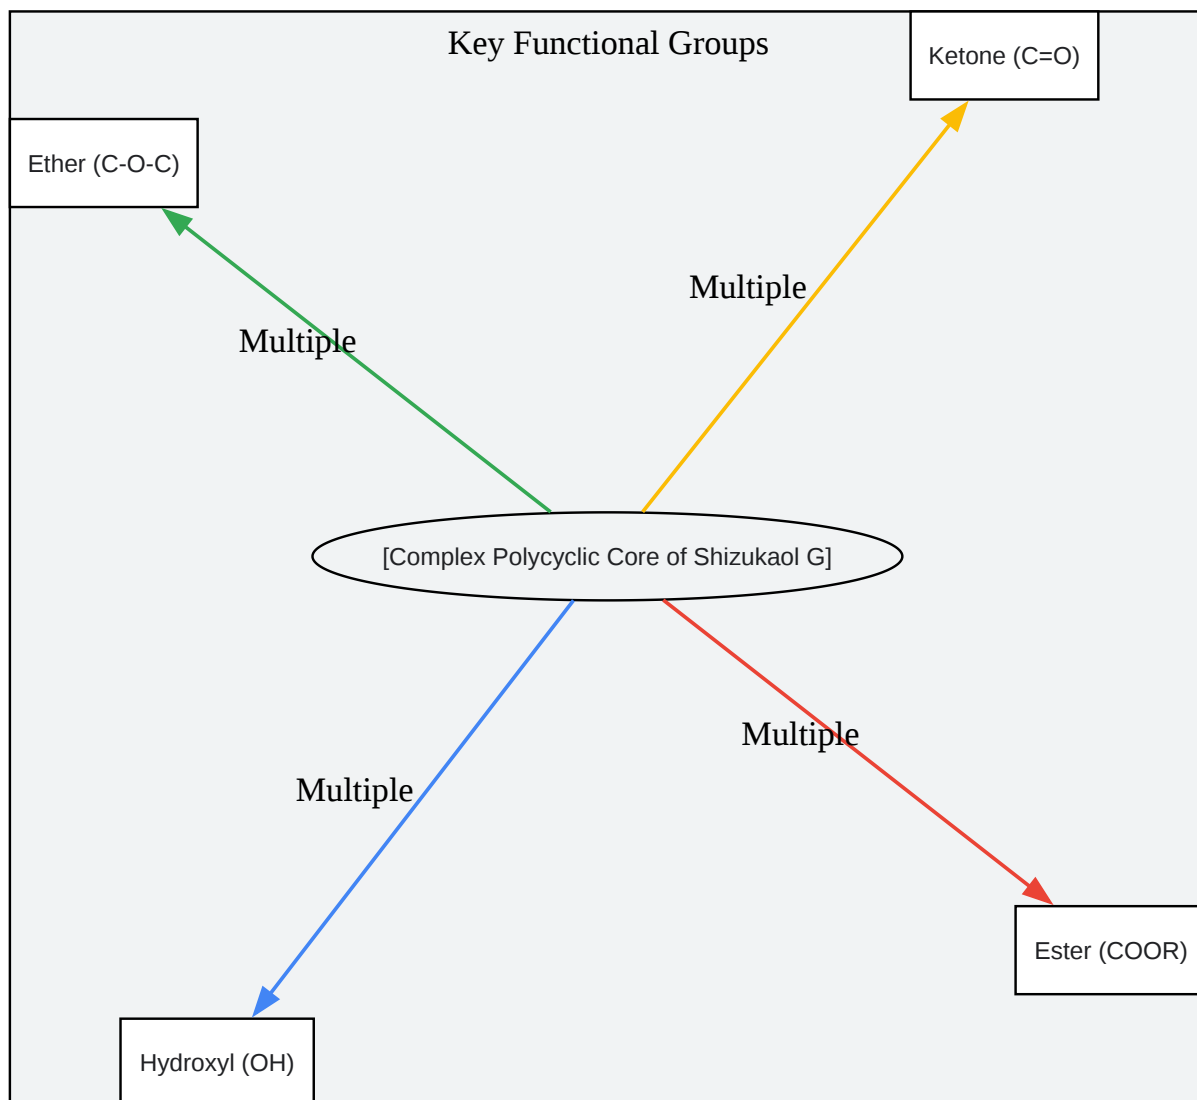 Key Functional Groups
Ketone (C=O)
Ether (C-O-C)
Multiple
Multiple
[Complex Polycyclic Core of Shizukaol G]
Multiple
Multiple
Ester (COOR)
Hydroxyl (OH)